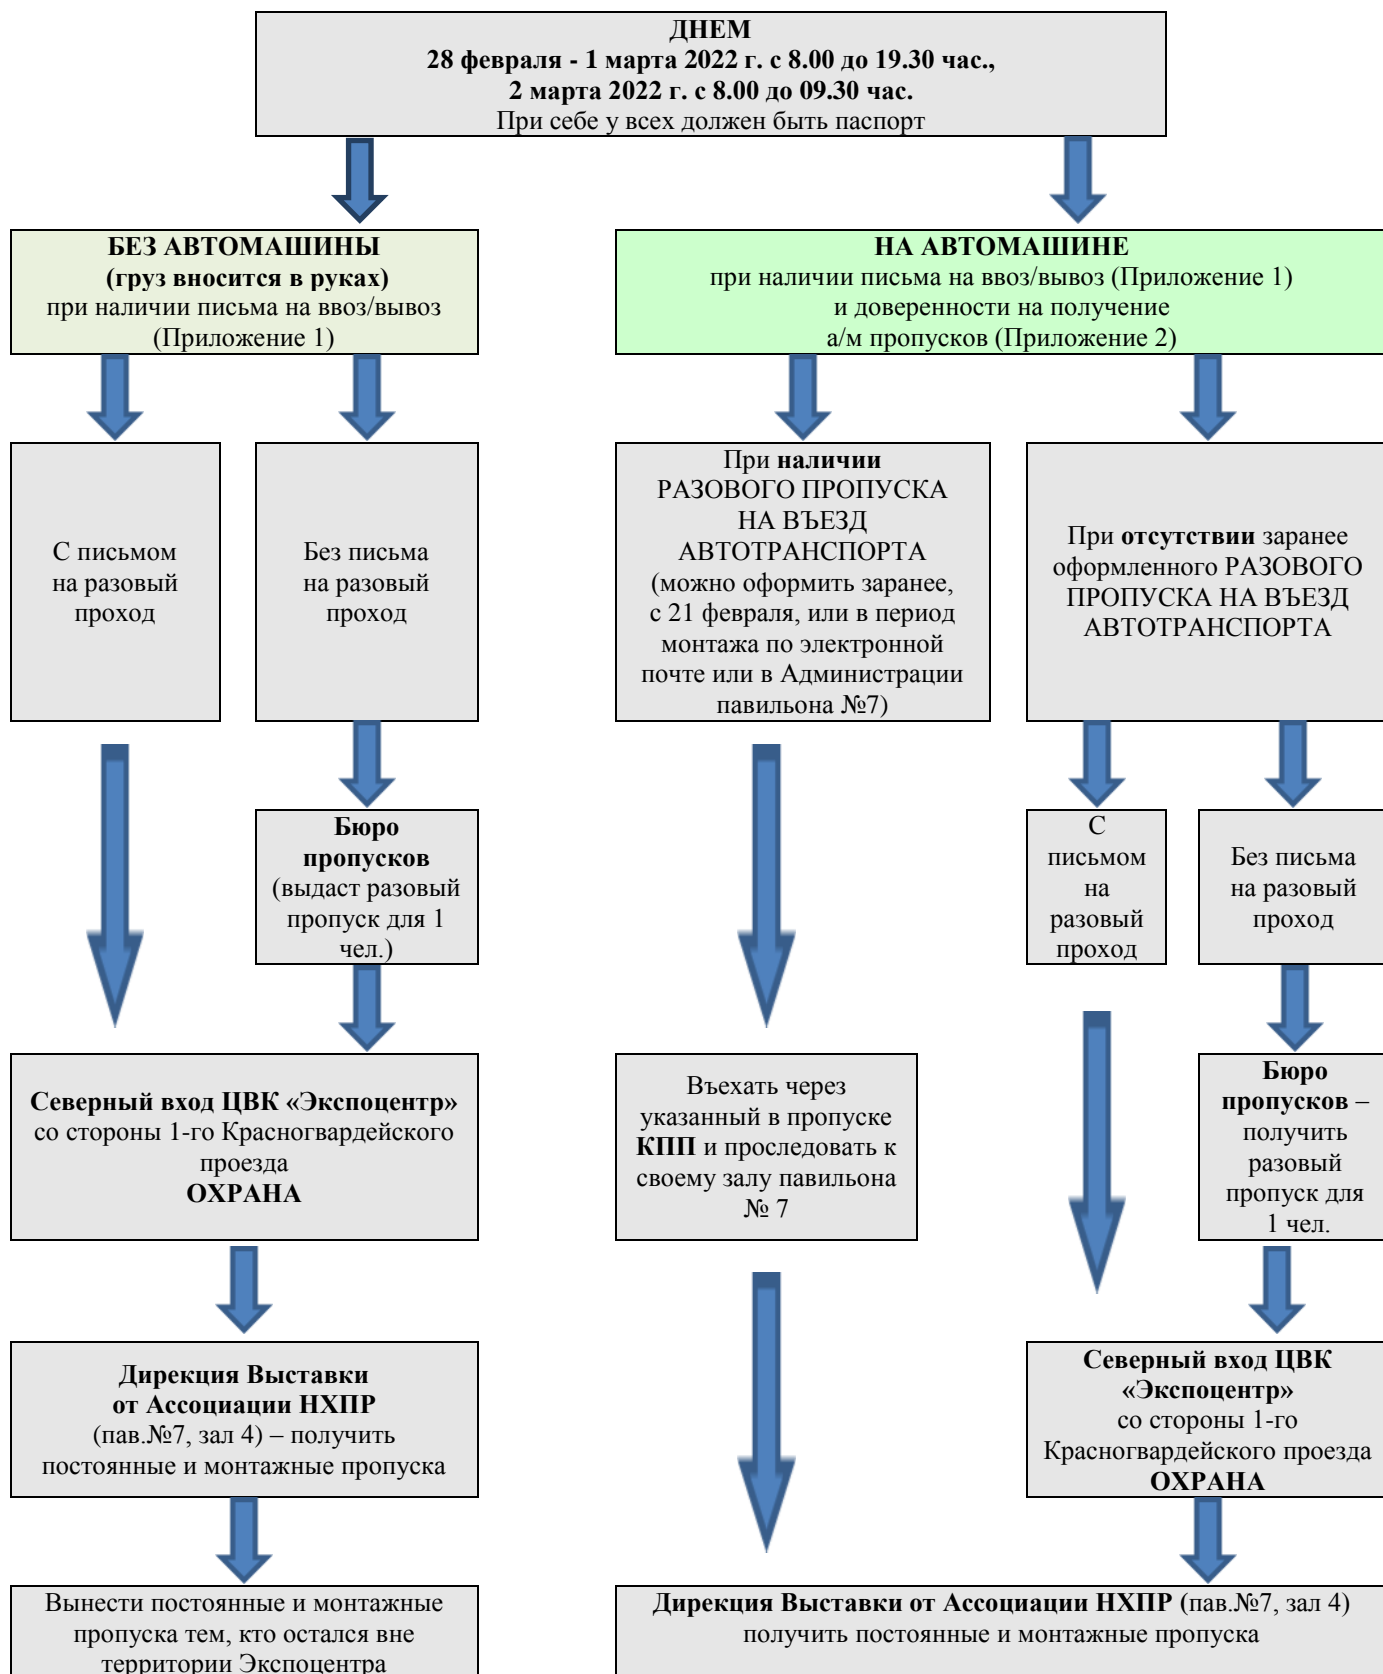 ДНЕМ
28 февраля - 1 марта 2022 г. с 8.00 до 19.30 час.,
2 марта 2022 г. с 8.00 до 09.30 час.
При себе у всех должен быть паспорт
БЕЗ АВТОМАШИНЫ
(груз вносится в руках)
при наличии письма на ввоз/вывоз
(Приложение 1)
НА АВТОМАШИНЕ
при наличии письма на ввоз/вывоз (Приложение 1)
и доверенности на получение
а/м пропусков (Приложение 2)
С письмом
на разовый
проход
Без письма
на разовый
проход
При наличии
РАЗОВОГО ПРОПУСКА
НА ВЪЕЗД
АВТОТРАНСПОРТА
(можно оформить заранее,
с 21 февраля, или в период
монтажа по электронной
почте или в Администрации
павильона №7)
При отсутствии заранее
оформленного РАЗОВОГО
ПРОПУСКА НА ВЪЕЗД
АВТОТРАНСПОРТА
Бюро
пропусков
(выдаст разовый
пропуск для 1
чел.)
С
письмом
на
разовый
проход
Без письма
на разовый
проход
Северный вход ЦВК «Экспоцентр»
со стороны 1-го Красногвардейского
проезда
ОХРАНА
Въехать через
указанный в пропуске
КПП и проследовать к
своему залу павильона
№ 7
Бюро
пропусков –
получить
разовый
пропуск для
1 чел.
Дирекция Выставки
от Ассоциации НХПР
(пав.№7, зал 4) – получить
постоянные и монтажные пропуска
Северный вход ЦВК
«Экспоцентр»
со стороны 1-го
Красногвардейского проезда
ОХРАНА
Вынести постоянные и монтажные
пропуска тем, кто остался вне
территории Экспоцентра
Дирекция Выставки от Ассоциации НХПР (пав.№7, зал 4)
получить постоянные и монтажные пропуска